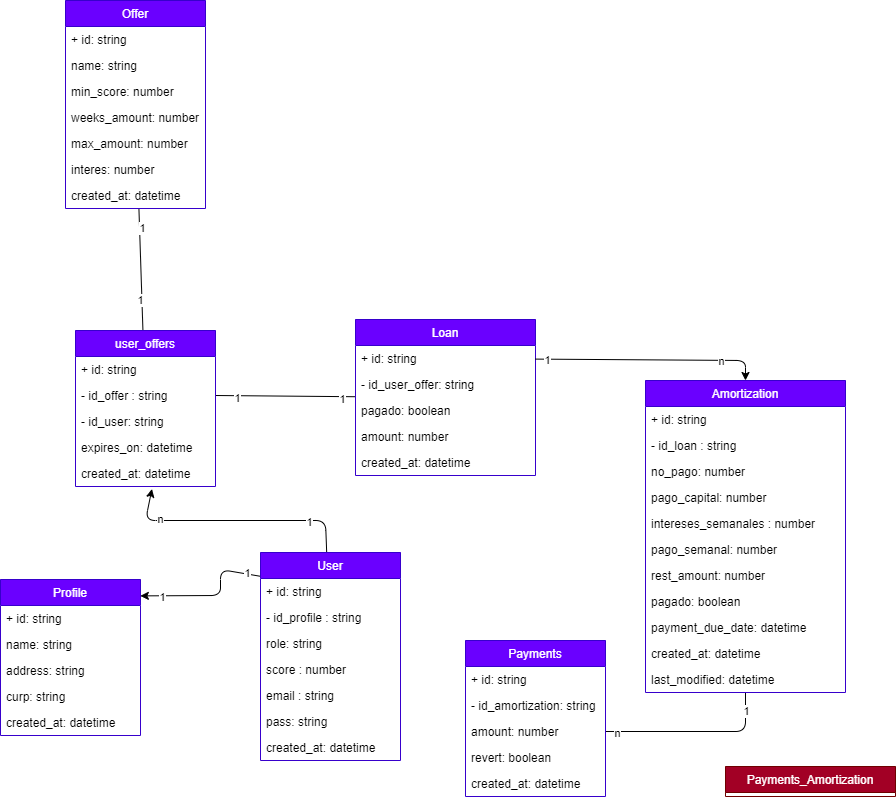 Offer
+ id: string
name: string
min_score: number
weeks_amount: number
max_amount: number
interes: number
created_at: datetime
1
1
user_offers
+ id: string
- id_offer : string
- id_user: string
expires_on: datetime
created_at: datetime
1
1
Loan
+ id: string
- id_user_offer: string
pagado: boolean
amount: number
created_at: datetime
1
n
Amortization
+ id: string
- id_loan : string
no_pago: number
pago_capital: number
intereses_semanales : number
pago_semanal: number
rest_amount: number
pagado: boolean
payment_due_date: datetime
created_at: datetime
last_modified: datetime
n
1
User
+ id: string
- id_profile : string
role: string
score : number
email : string
pass: string
created_at: datetime
1
1
Profile
+ id: string
name: string
address: string
curp: string
created_at: datetime
Payments
+ id: string
- id_amortization: string
amount: number
revert: boolean
created_at: datetime
1
n
Payments_Amortization